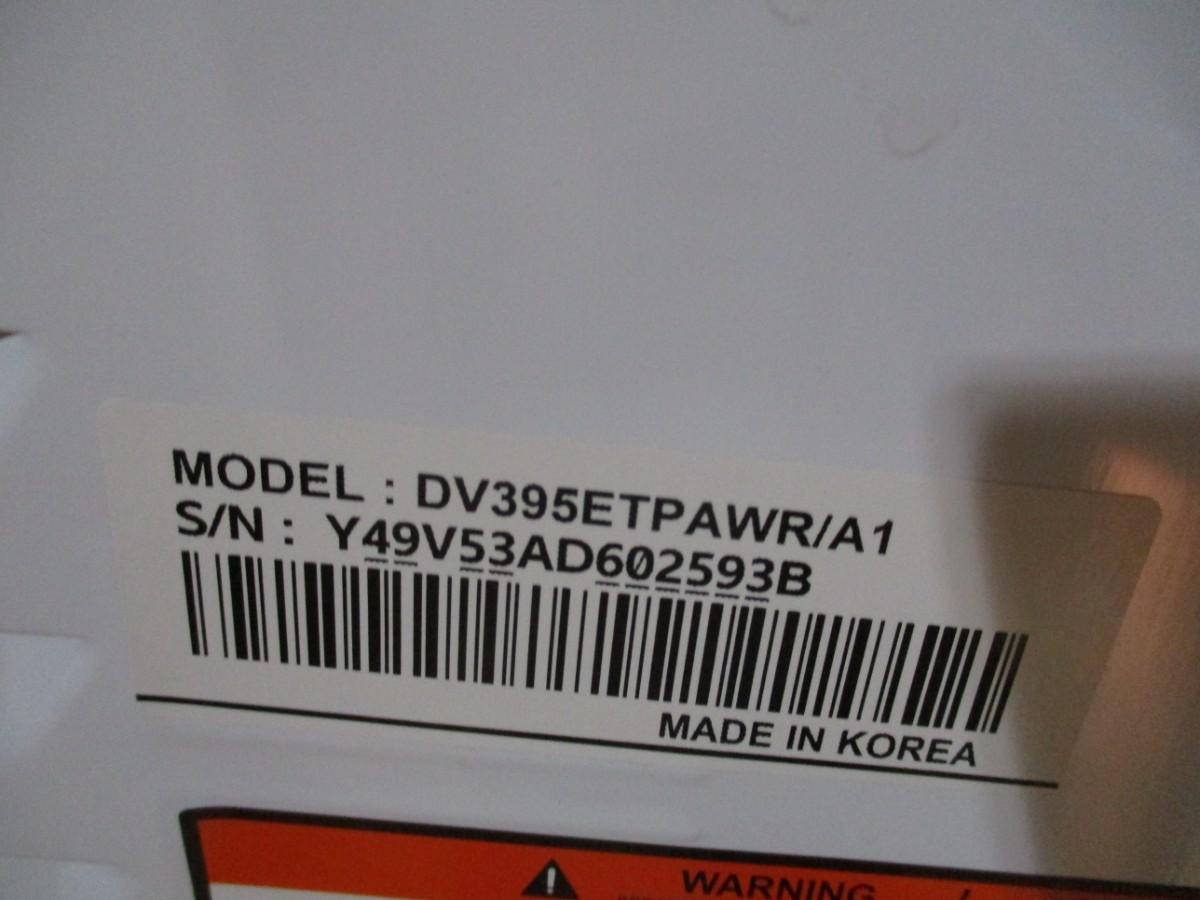 MODEL : DV395ETPAWR/A1
S/N : Y49V53AD602593B
MADE IN KOREA
WARNING